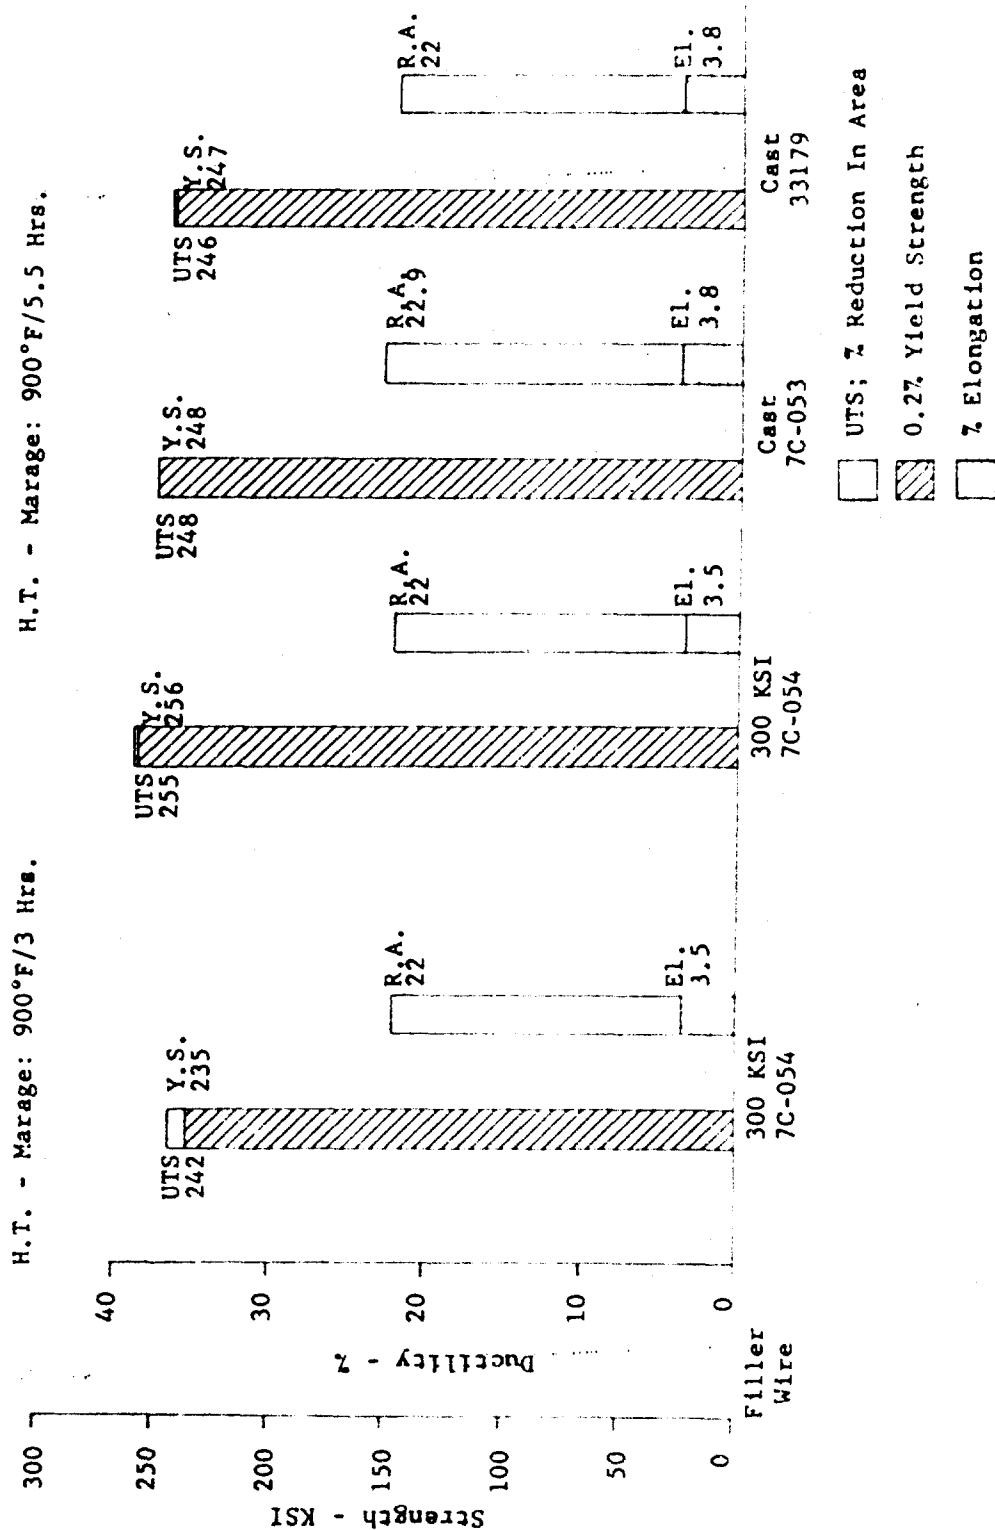 H.T. - Marage: 900°F/3 Hrs.
H.T. - Marage: 900°F/5.5 Hrs.
300
250
200
150
100
50
0
Strength - KSI
40
30
20
10
0
Ductility - %
UTS
242
Y.S.
235
R.A.
22
El.
3.5
UTS
255
Y.S.
256
R.A.
22
El.
3.5
UTS
248
Y.S.
248
R.A.
22.9
El.
3.8
UTS
246
Y.S.
247
R.A.
22
El.
3.8
Filler
Wire
300 KSI
7C-054
300 KSI
7C-054
Cast
7C-053
Cast
33179
UTS; % Reduction In Area
0.2% Yield Strength
% Elongation